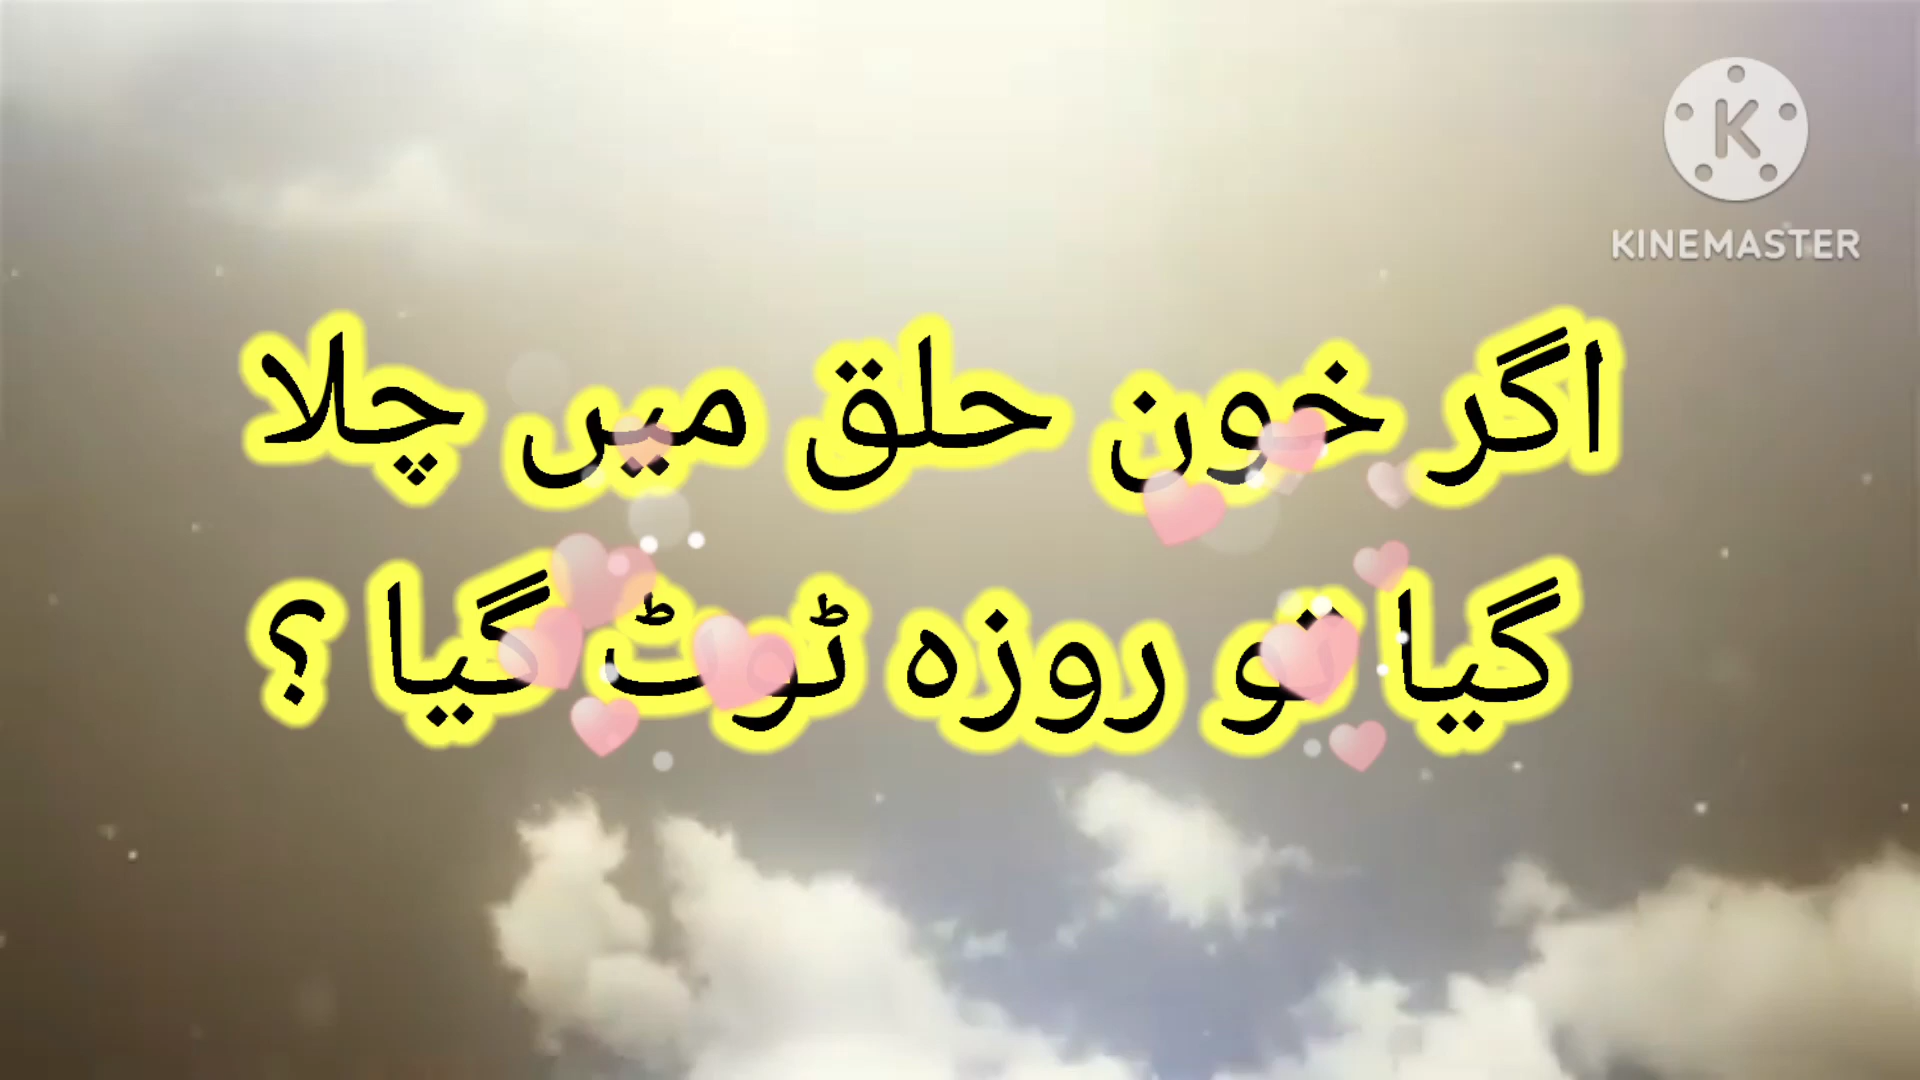 KINEMASTER
اگر خون حلق میں چلا
گیا تو روزہ ٹوٹ گیا ؟